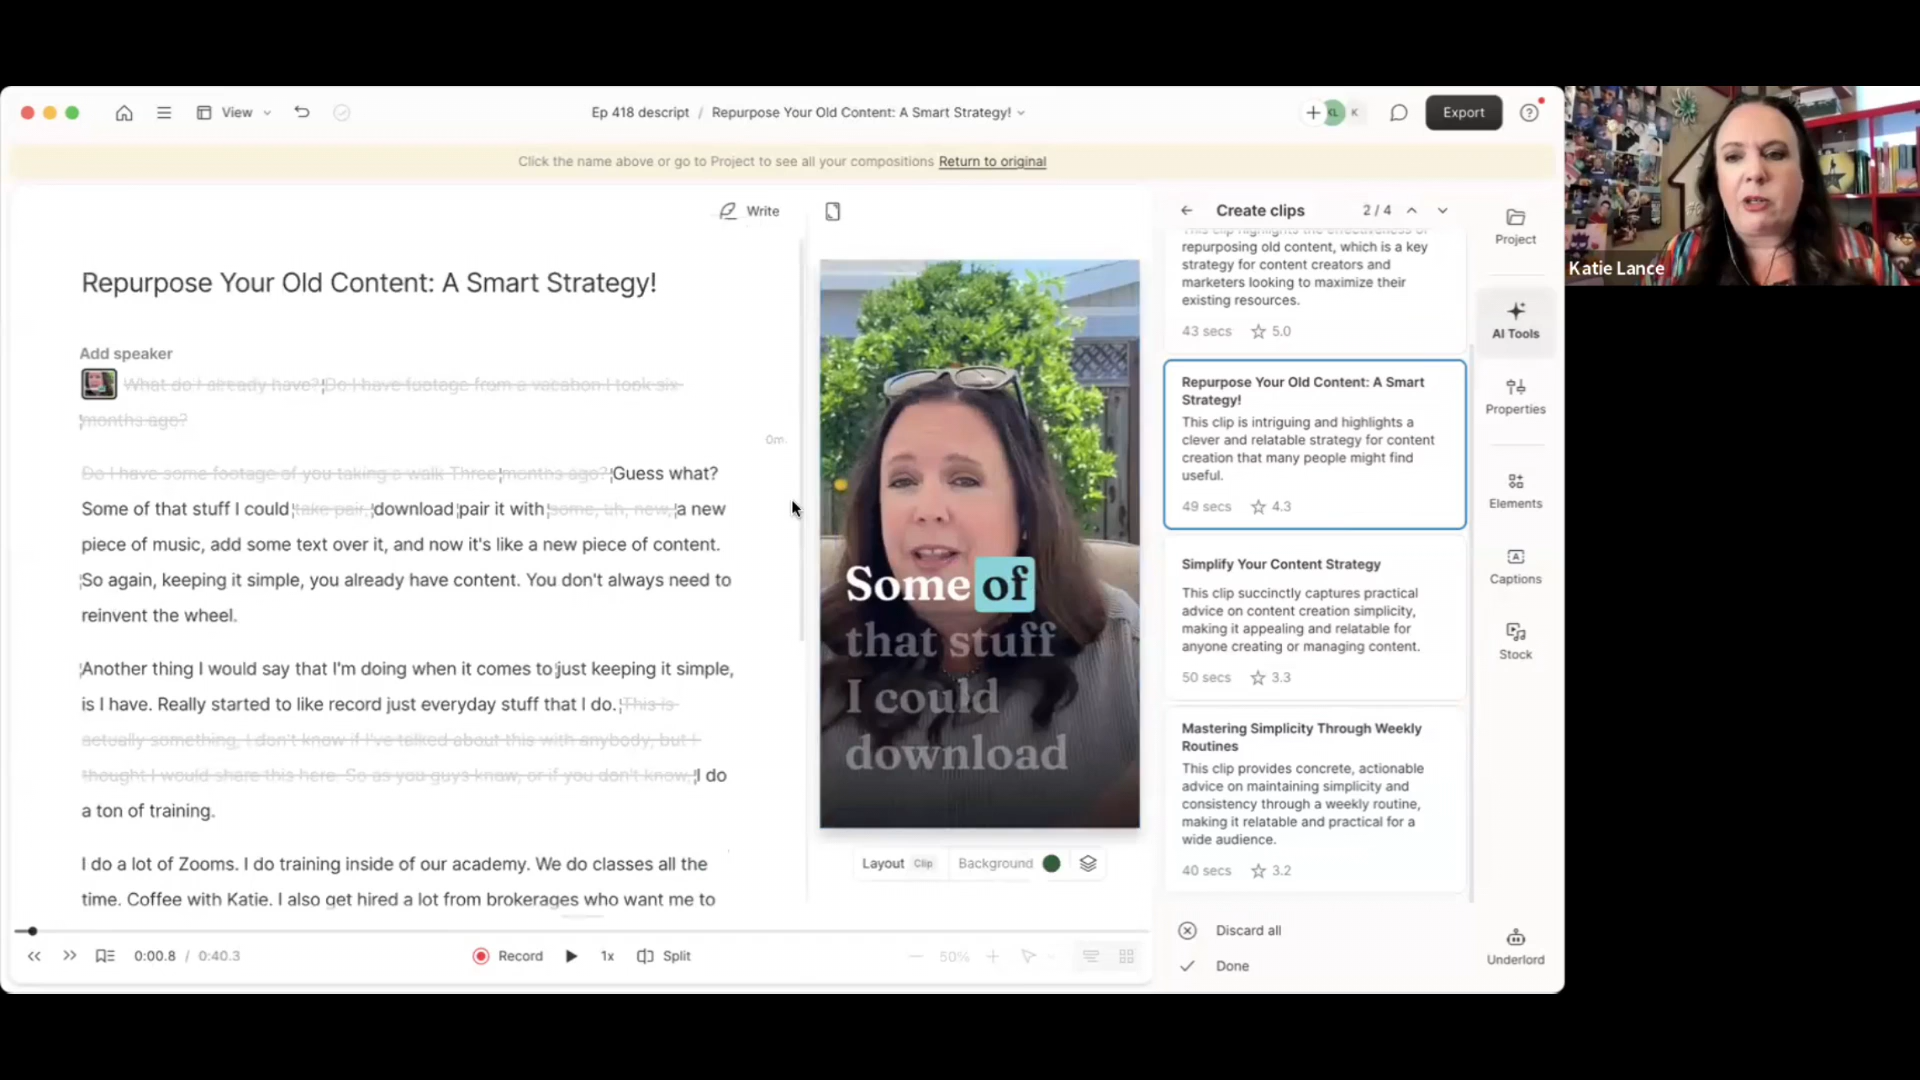 View
Ep 418 descript / Repurpose Your Old Content: A Smart Strategy!
KL K
Export
Click the name above or go to Project to see all your compositions Return to original
Write
Repurpose Your Old Content: A Smart Strategy!
Add speaker
What do I already have? Do I have footage from a vacation I took six
months ago?
0m
Do I have some footage of you taking a walk Three months ago? Guess what?
Some of that stuff I could take pair, download pair it with some, uh, new, a new
piece of music, add some text over it, and now it's like a new piece of content.
So again, keeping it simple, you already have content. You don't always need to
reinvent the wheel.
Another thing I would say that I'm doing when it comes to just keeping it simple,
is I have. Really started to like record just everyday stuff that I do. This is
actually something, I don't know if I've talked about this with anybody, but I
thought I would share this here. So as you guys know, or if you don't know, I do
a ton of training.
I do a lot of Zooms. I do training inside of our academy. We do classes all the
time. Coffee with Katie. I also get hired a lot from brokerages who want me to
Some of
that stuff
I could
download
Layout Clip Background
Create clips 2 / 4
This clip highlights the effectiveness of
repurposing old content, which is a key
strategy for content creators and
marketers looking to maximize their
existing resources.
43 secs 5.0
Repurpose Your Old Content: A Smart
Strategy!
This clip is intriguing and highlights a
clever and relatable strategy for content
creation that many people might find
useful.
49 secs 4.3
Simplify Your Content Strategy
This clip succinctly captures practical
advice on content creation simplicity,
making it appealing and relatable for
anyone creating or managing content.
50 secs 3.3
Mastering Simplicity Through Weekly
Routines
This clip provides concrete, actionable
advice on maintaining simplicity and
consistency through a weekly routine,
making it relatable and practical for a
wide audience.
40 secs 3.2
Discard all
Done
Project
AI Tools
Properties
Elements
Captions
Stock
Underlord
0:00.8 / 0:40.3
Record
1x
Split
50%
Katie Lance